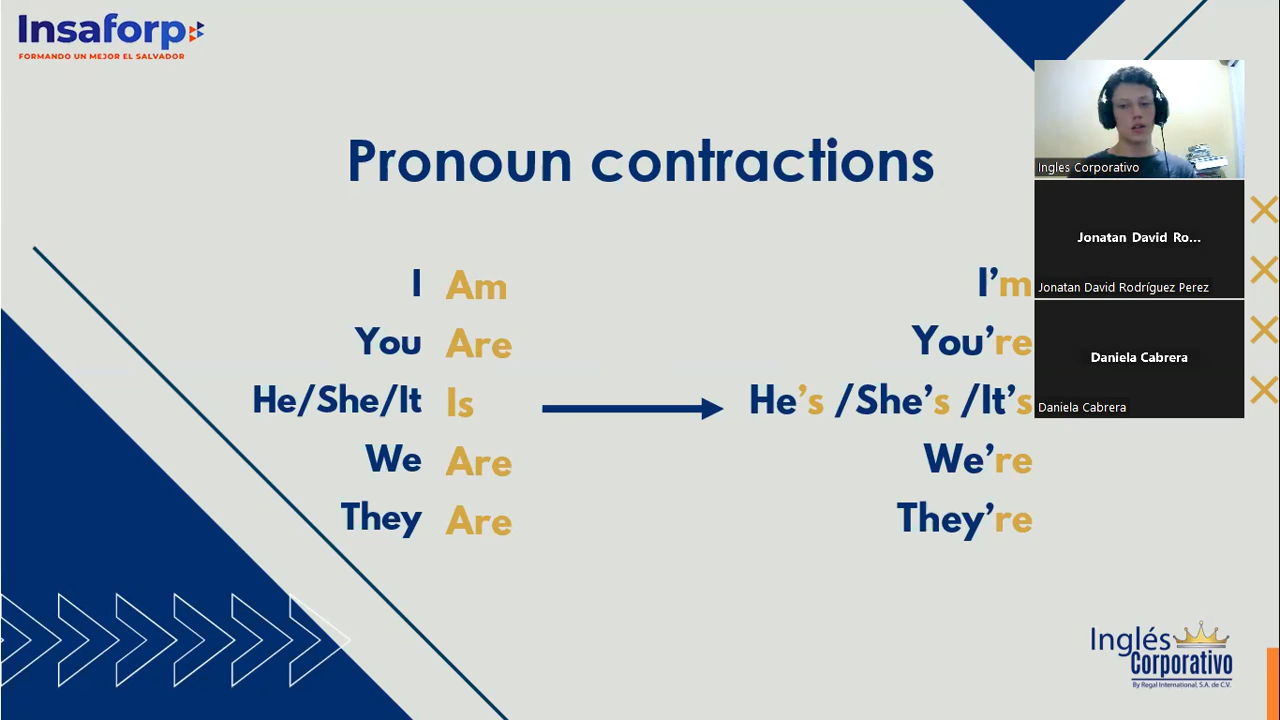 Insaforp
FORMANDO UN MEJOR EL SALVADOR
Pronoun contractions
I Am
You Are
He/She/It Is
We Are
They Are
I'm
You're
He's /She's /It's
We're
They're
Ingles Corporativo
Jonatan David Ro...
Jonatan David Rodríguez Perez
Daniela Cabrera
Daniela Cabrera
Inglés
Corporativo
By Regal International, S.A. de C.V.